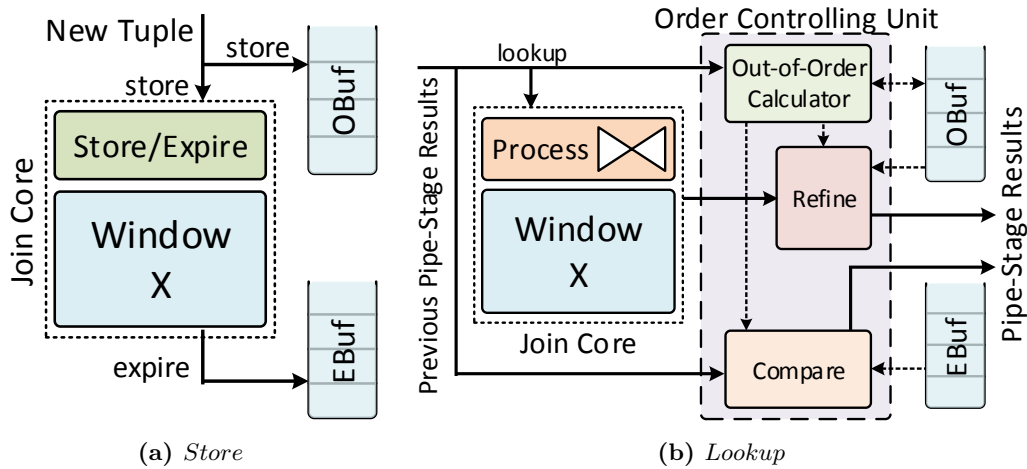 New Tuple
store
store
OBuf
Join Core
Store/Expire
Window
X
expire
EBuf
(a) Store
Order Controlling Unit
lookup
Out-of-Order
Calculator
OBuf
Previous Pipe-Stage Results
Process
Refine
Window
X
Pipe-Stage Results
Join Core
Compare
EBuf
(b) Lookup